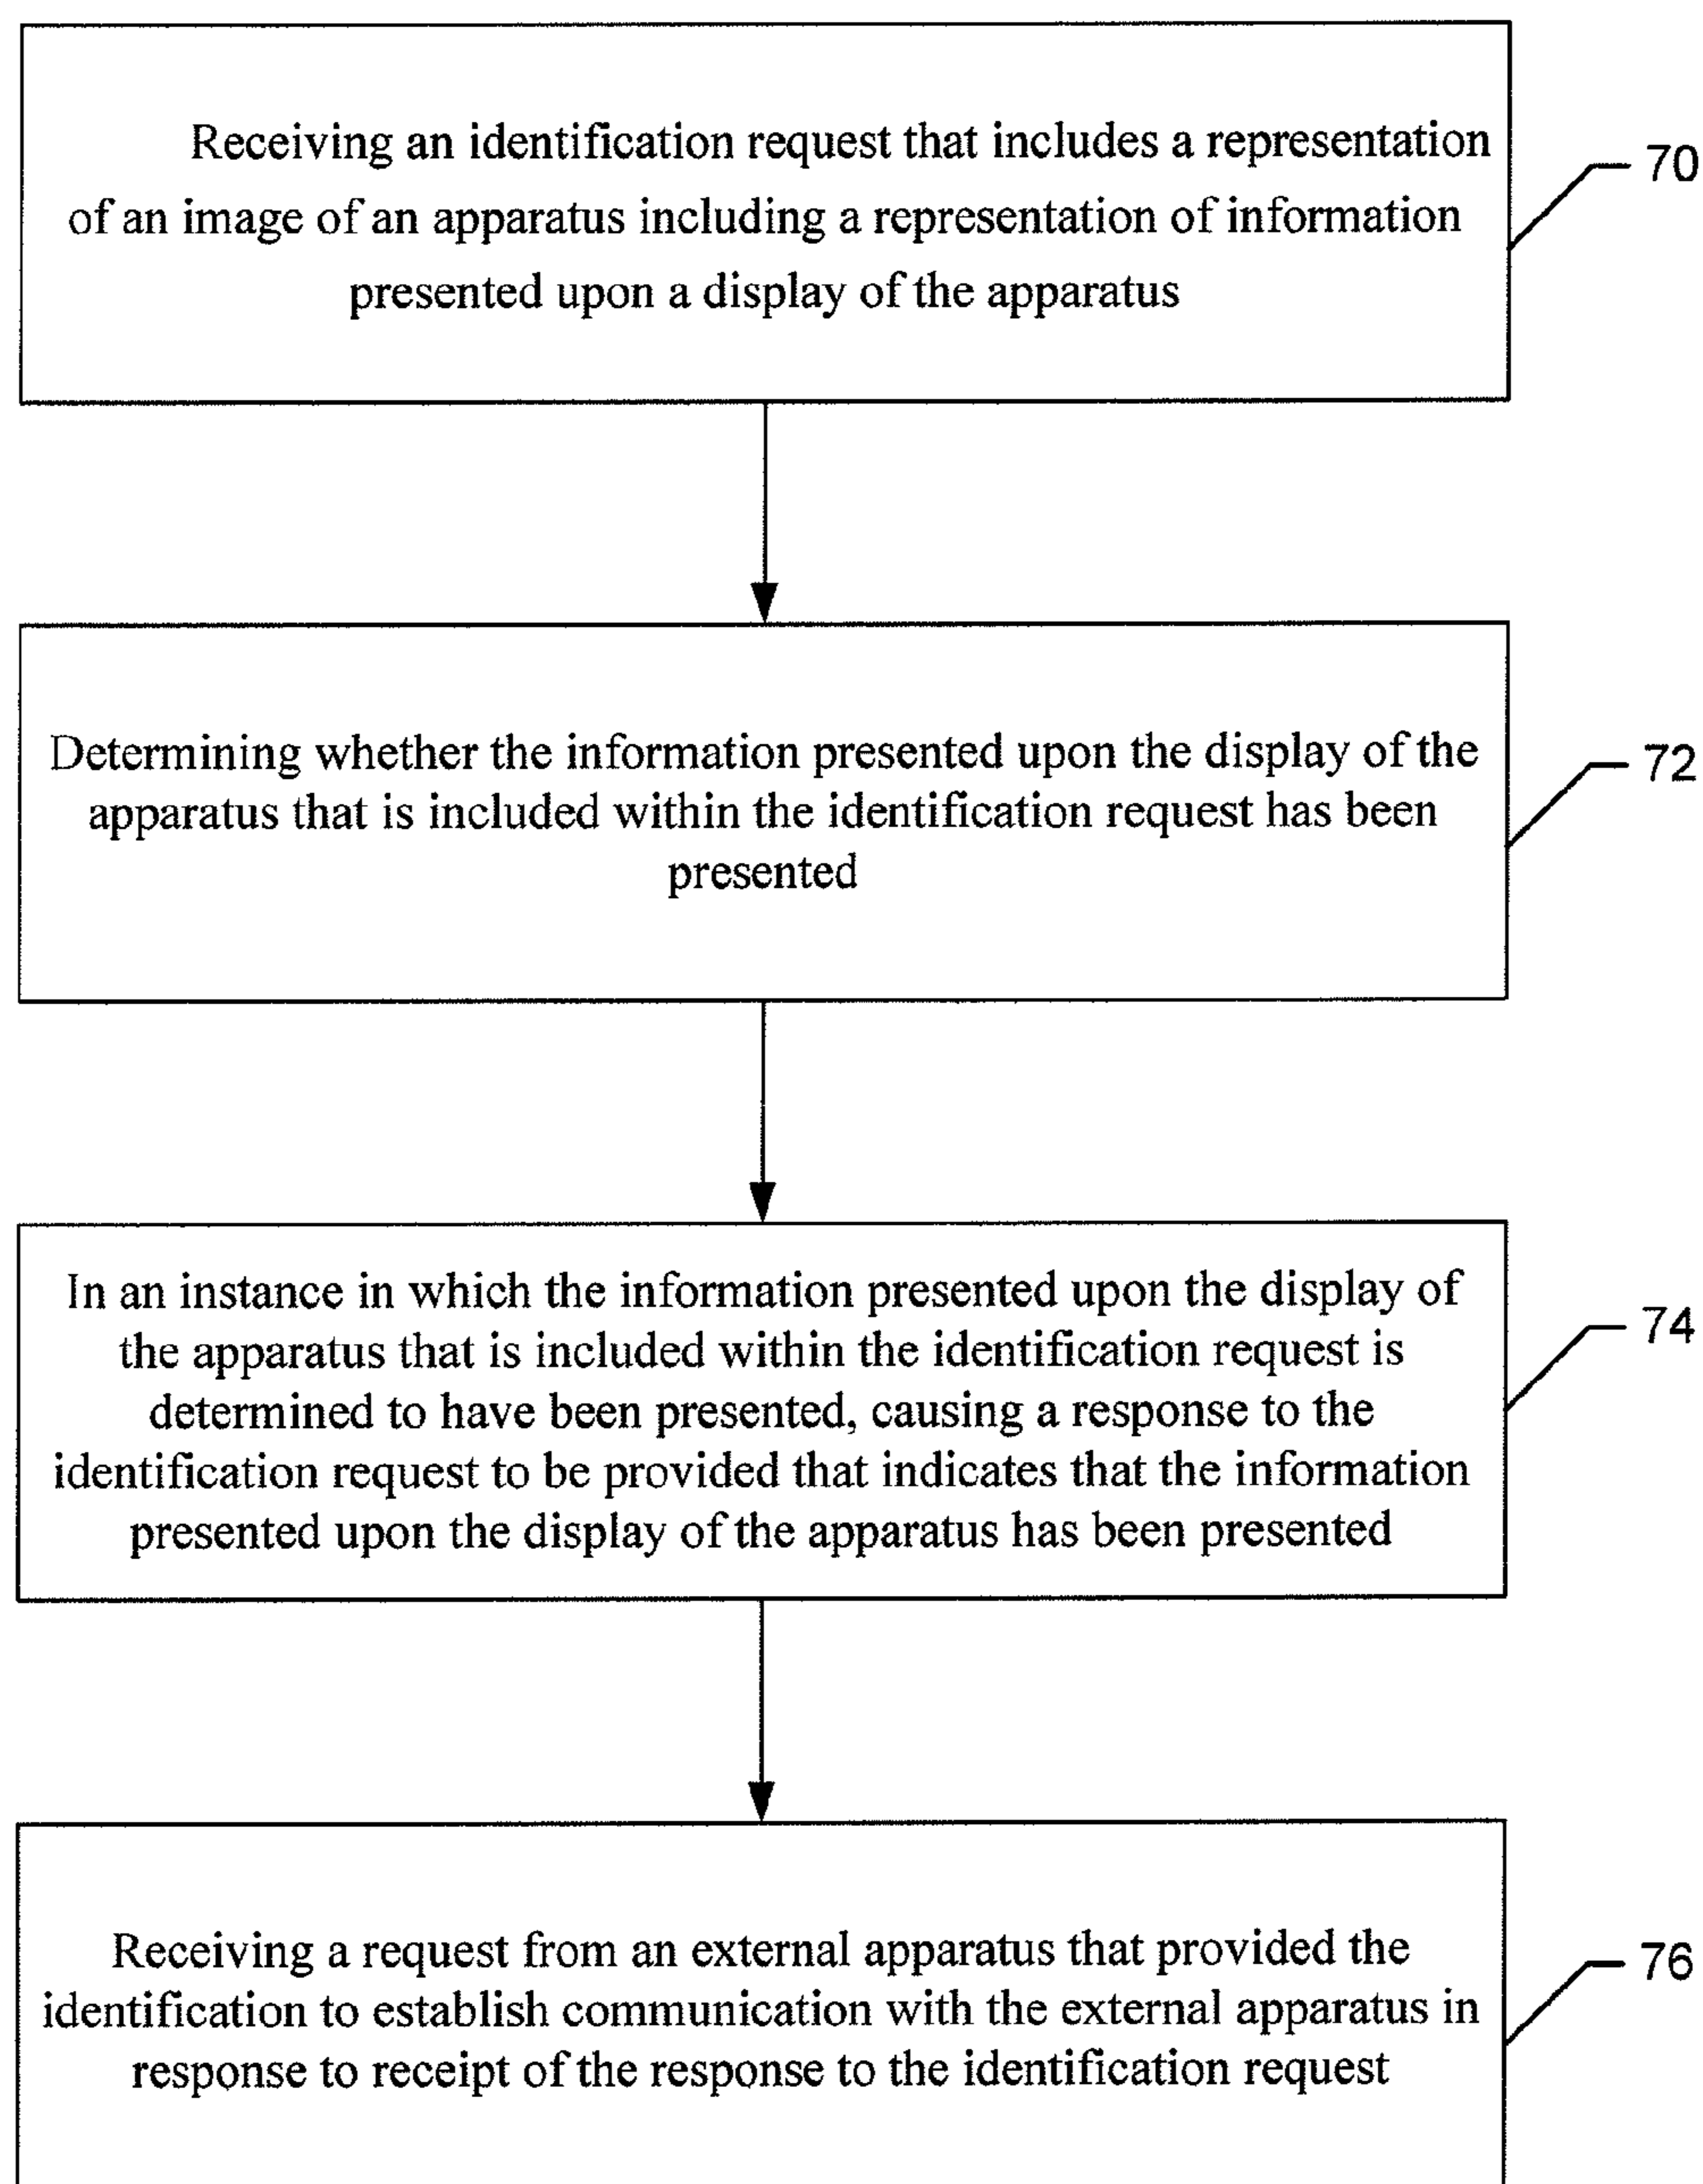 Receiving an identification request that includes a representation
of an image of an apparatus including a representation of information
presented upon a display of the apparatus
70
Determining whether the information presented upon the display of the
apparatus that is included within the identification request has been
presented
72
In an instance in which the information presented upon the display of
the apparatus that is included within the identification request is
determined to have been presented, causing a response to the
identification request to be provided that indicates that the information
presented upon the display of the apparatus has been presented
74
Receiving a request from an external apparatus that provided the
identification to establish communication with the external apparatus in
response to receipt of the response to the identification request
76